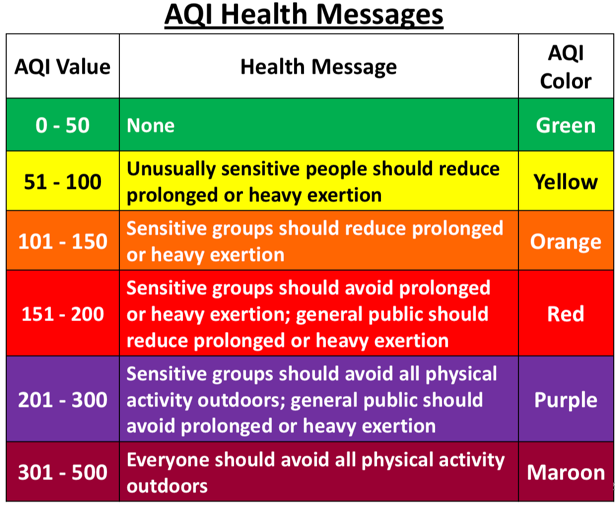 AQI Health Messages
AQI Value
Health Message
AQI
Color
0 - 50
None
Green
51 - 100
Unusually sensitive people should reduce
prolonged or heavy exertion
Yellow
101 - 150
Sensitive groups should reduce prolonged
or heavy exertion
Orange
151 - 200
Sensitive groups should avoid prolonged
or heavy exertion; general public should
reduce prolonged or heavy exertion
Red
201 - 300
Sensitive groups should avoid all physical
activity outdoors; general public should
avoid prolonged or heavy exertion
Purple
301 - 500
Everyone should avoid all physical activity
outdoors
Maroon